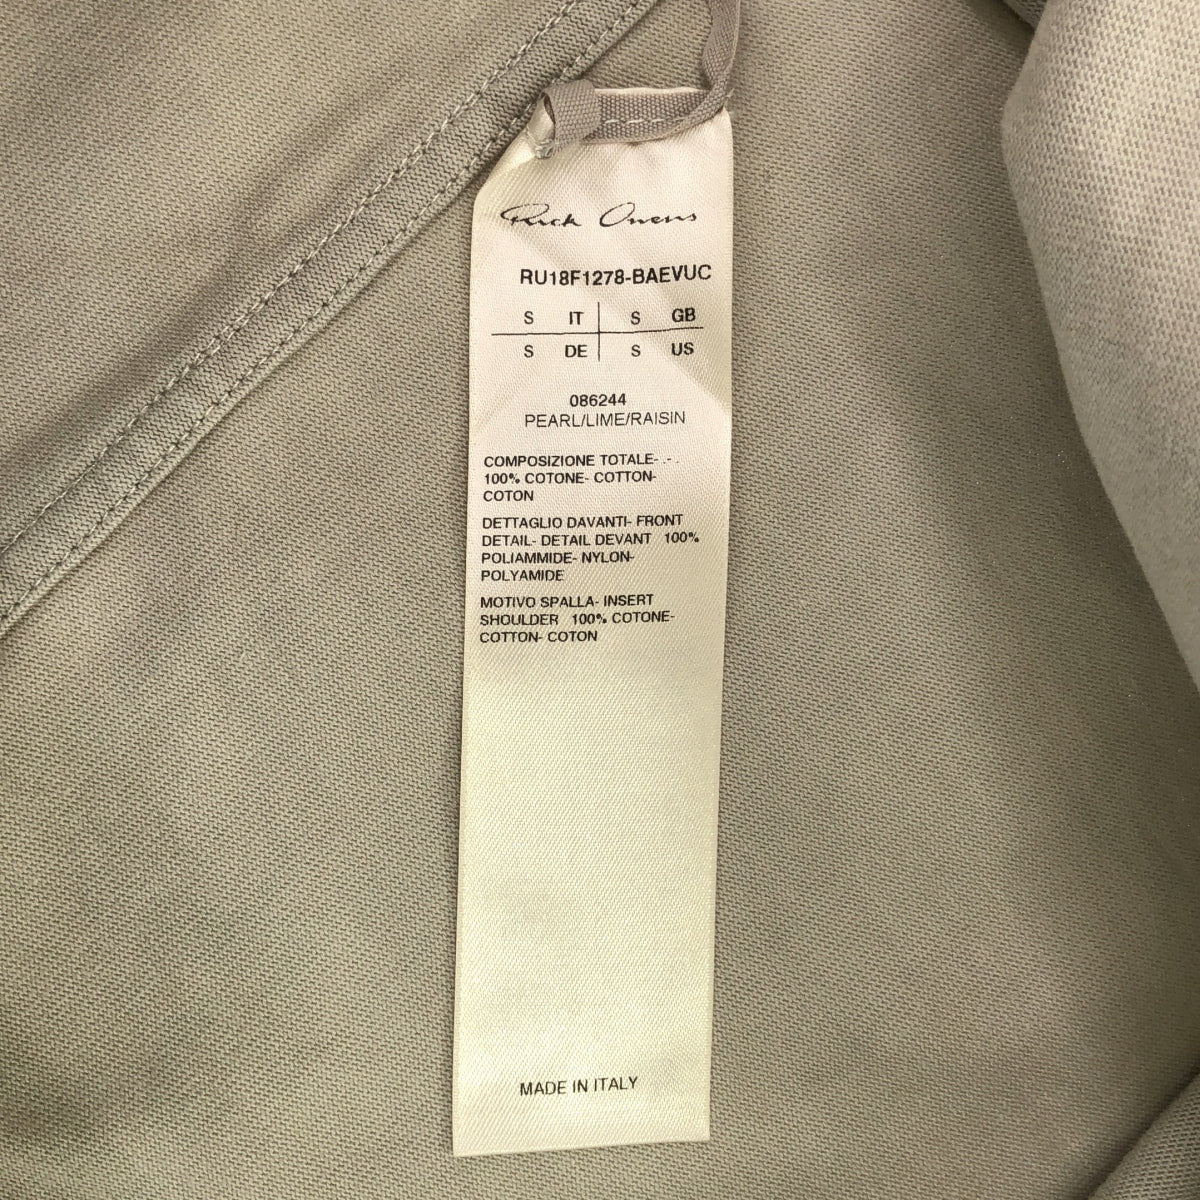 Rick Owens
RU18F1278-BAEVUC
S IT S GB
S DE S US
086244
PEARL/LIME/RAISIN
COMPOSIZIONE TOTALE- .- .
100% COTONE- COTTON-
COTON
DETTAGLIO DAVANTI- FRONT
DETAIL- DETAIL DEVANT 100%
POLIAMMIDE- NYLON-
POLYAMIDE
MOTIVO SPALLA- INSERT
SHOULDER 100% COTONE-
COTTON- COTON
MADE IN ITALY